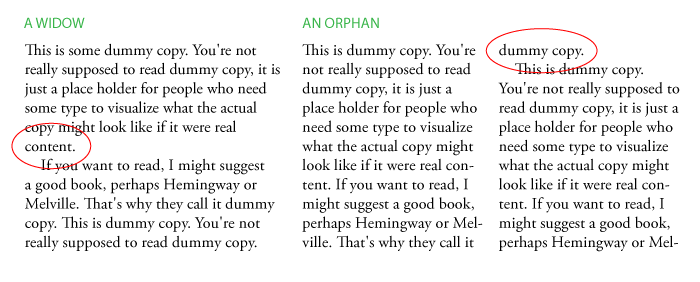 A WIDOW
This is some dummy copy. You're not
really supposed to read dummy copy, it is
just a place holder for people who need
some type to visualize what the actual
copy might look like if it were real
content.
If you want to read, I might suggest
a good book, perhaps Hemingway or
Melville. That's why they call it dummy
copy. This is dummy copy. You're not
really supposed to read dummy copy.
AN ORPHAN
This is dummy copy. You're
not really supposed to read
dummy copy, it is just a
place holder for people who
need some type to visualize
what the actual copy might
look like if it were real con-
tent. If you want to read, I
might suggest a good book,
perhaps Hemingway or Mel-
ville. That's why they call it
dummy copy.
This is dummy copy.
You're not really supposed to
read dummy copy, it is just a
place holder for people who
need some type to visualize
what the actual copy might
look like if it were real con-
tent. If you want to read, I
might suggest a good book,
perhaps Hemingway or Mel-